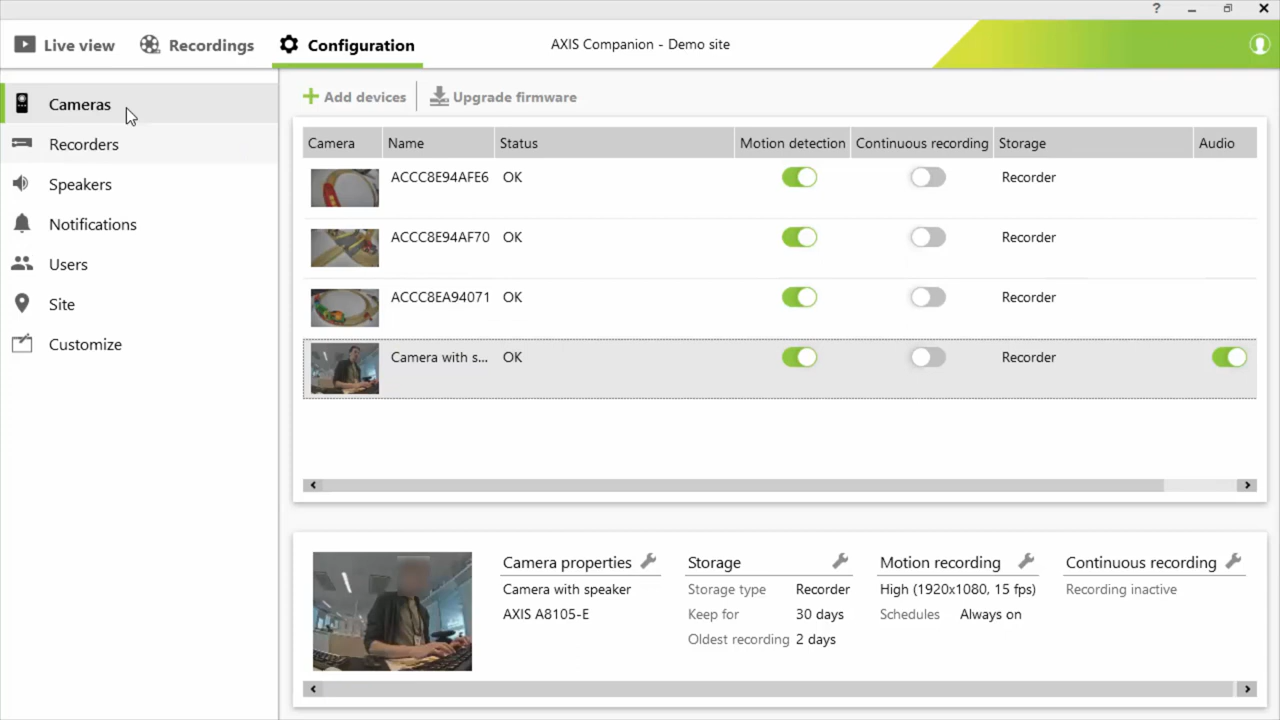 ?
Live view
Recordings
Configuration
AXIS Companion - Demo site
Cameras
Recorders
Speakers
Notifications
Users
Site
Customize
Add devices
Upgrade firmware
Camera Name Status Motion detection Continuous recording Storage Audio
ACCC8E94AFE6 OK Recorder
ACCC8E94AF70 OK Recorder
ACCC8EA94071 OK Recorder
Camera with s... OK Recorder
Camera properties
Camera with speaker
AXIS A8105-E
Storage
Storage type Recorder
Keep for 30 days
Oldest recording 2 days
Motion recording
High (1920x1080, 15 fps)
Schedules Always on
Continuous recording
Recording inactive